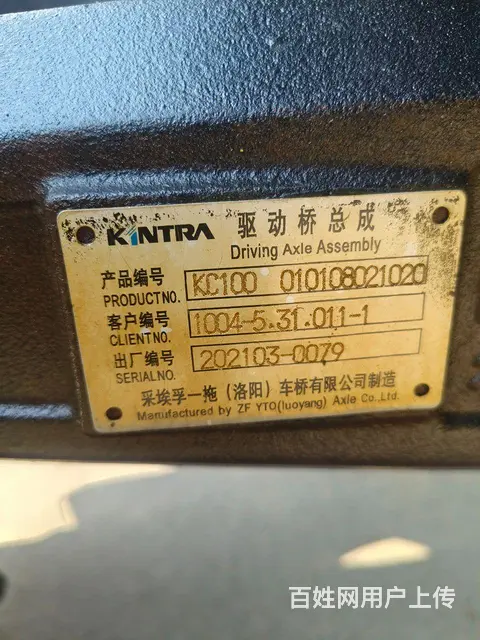 KINTRA 驱动桥总成
Driving Axle Assembly
产品编号 KC100 010108021020
PRODUCTNO.
客户编号 1004-5.31.011-1
CLIENTNO.
出厂编号 202103-0079
SERIALNO.
采埃孚一拖(洛阳)车桥有限公司制造
Manufactured by ZF YTO(luoyang) Axle Co.,Ltd.
百姓网用户上传